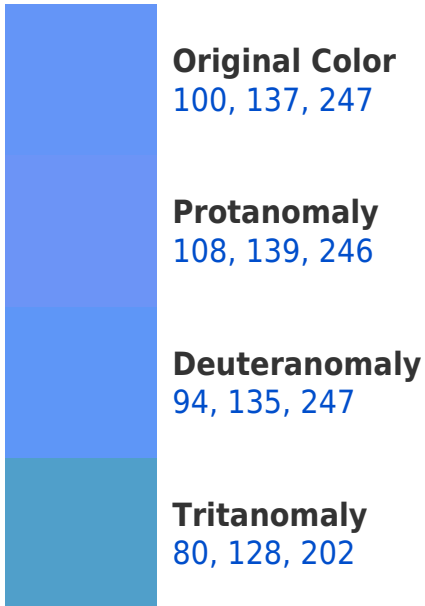 Original Color
100, 137, 247
Protanomaly
108, 139, 246
Deuteranomaly
94, 135, 247
Tritanomaly
80, 128, 202